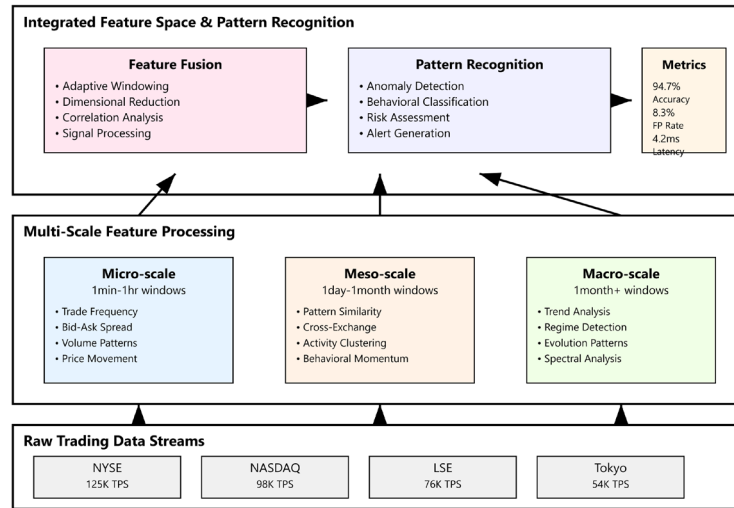 Integrated Feature Space & Pattern Recognition
Feature Fusion
• Adaptive Windowing
• Dimensional Reduction
• Correlation Analysis
• Signal Processing
Pattern Recognition
• Anomaly Detection
• Behavioral Classification
• Risk Assessment
• Alert Generation
Metrics
94.7%
Accuracy
8.3%
FP Rate
4.2ms
Latency
Multi-Scale Feature Processing
Micro-scale
1min-1hr windows
• Trade Frequency
• Bid-Ask Spread
• Volume Patterns
• Price Movement
Meso-scale
1day-1month windows
• Pattern Similarity
• Cross-Exchange
• Activity Clustering
• Behavioral Momentum
Macro-scale
1month+ windows
• Trend Analysis
• Regime Detection
• Evolution Patterns
• Spectral Analysis
Raw Trading Data Streams
NYSE
125K TPS
NASDAQ
98K TPS
LSE
76K TPS
Tokyo
54K TPS